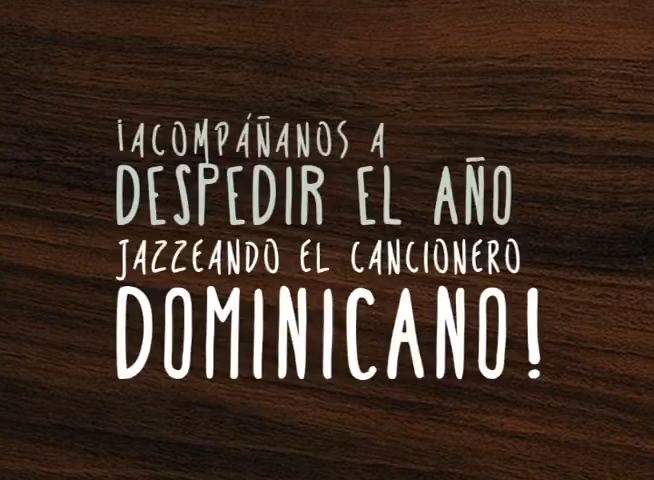 ¡ACOMPÁÑANOS A
DESPEDIR EL AÑO
JAZZEANDO EL CANCIONERO
DOMINICANO!